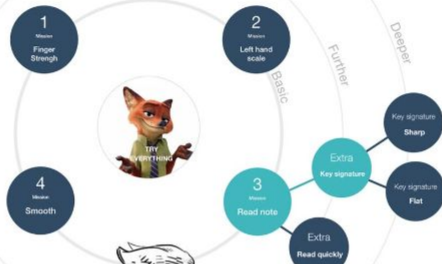 1
Mission
Finger
Strengh
2
Mission
Left hand
scale
Basic
Further
Deeper
TRY
EVERYTHING
Key signature
Sharp
Extra
Key signature
Key signature
Flat
4
Mission
Smooth
3
Mission
Read note
Extra
Read quickly